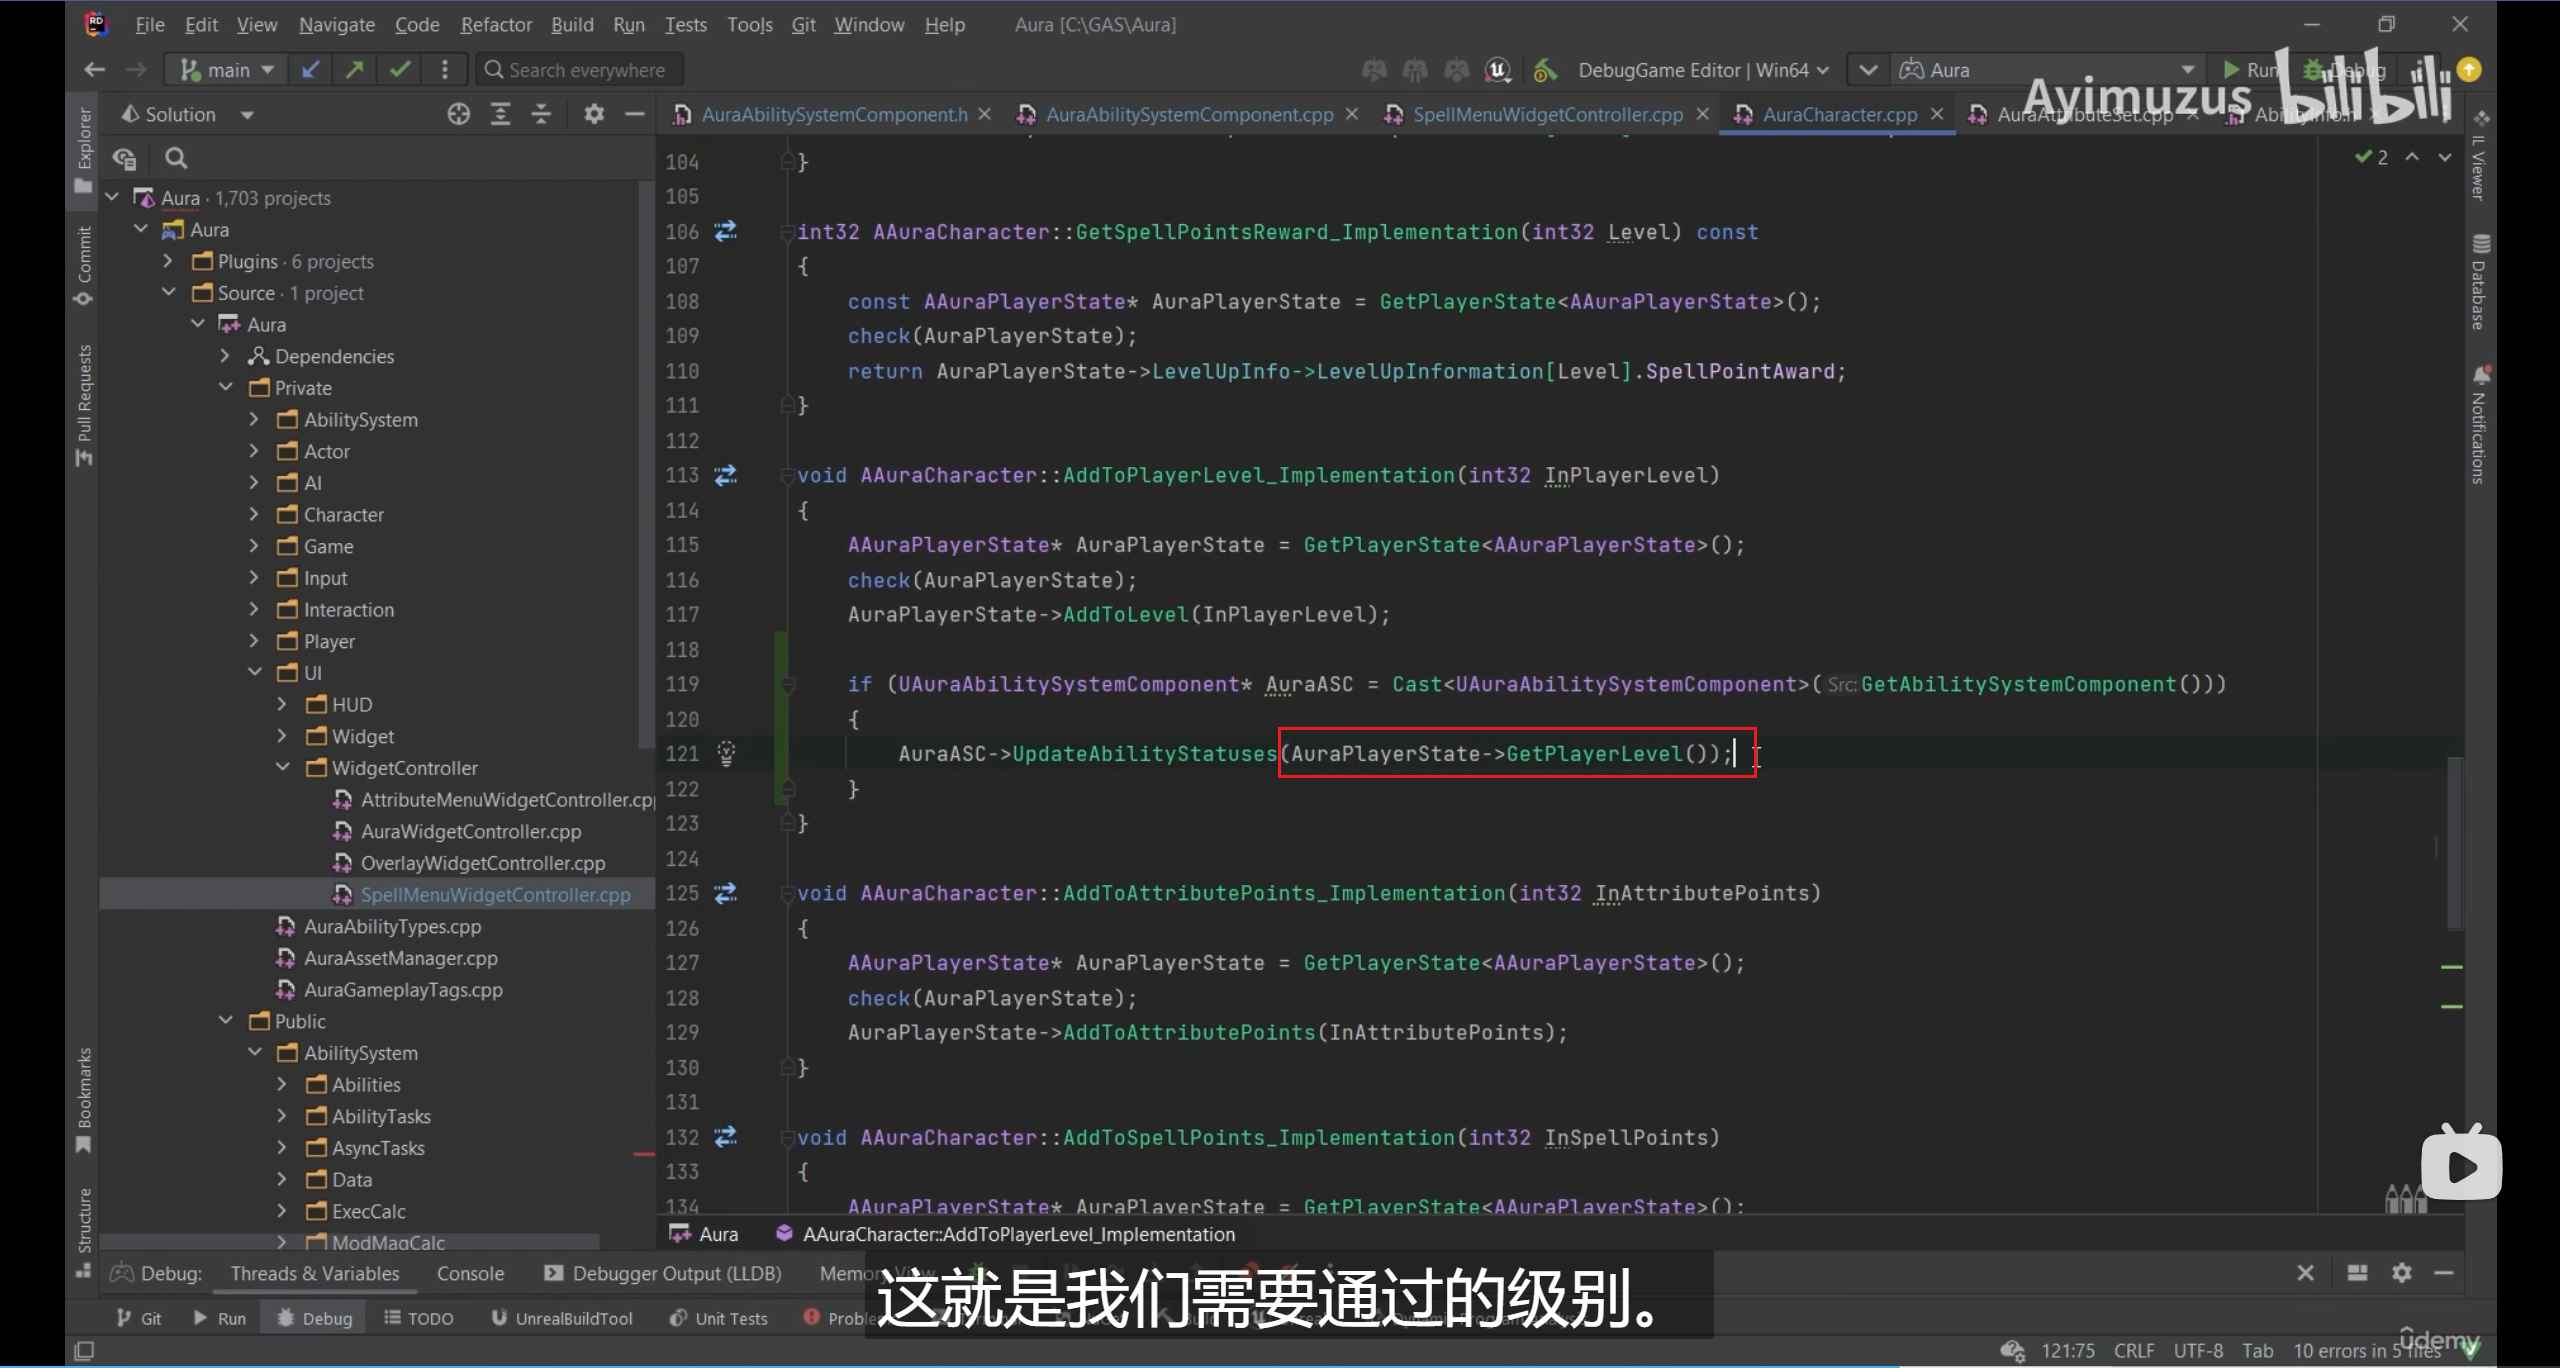 File Edit View Navigate Code Refactor Build Run Tests Tools Git Window Help Aura [C:\GAS\Aura]
main Search everywhere DebugGame Editor | Win64 Aura Run Debug
Ayimuzus bilibili
Solution
AuraAbilitySystemComponent.h AuraAbilitySystemComponent.cpp SpellMenuWidgetController.cpp AuraCharacter.cpp AuraAttributeSet.cpp AbilityInfo.h
Explorer
Commit
Pull Requests
Bookmarks
Structure
Aura · 1,703 projects
Aura
Plugins · 6 projects
Source · 1 project
Aura
Dependencies
Private
AbilitySystem
Actor
AI
Character
Game
Input
Interaction
Player
UI
HUD
Widget
WidgetController
AttributeMenuWidgetController.cp
AuraWidgetController.cpp
OverlayWidgetController.cpp
SpellMenuWidgetController.cpp
AuraAbilityTypes.cpp
AuraAssetManager.cpp
AuraGameplayTags.cpp
Public
AbilitySystem
Abilities
AbilityTasks
AsyncTasks
Data
ExecCalc
ModMagCalc
2
104 }
105
106 int32 AAuraCharacter::GetSpellPointsReward_Implementation(int32 Level) const
107 {
108 const AAuraPlayerState* AuraPlayerState = GetPlayerState<AAuraPlayerState>();
109 check(AuraPlayerState);
110 return AuraPlayerState->LevelUpInfo->LevelUpInformation[Level].SpellPointAward;
111 }
112
113 void AAuraCharacter::AddToPlayerLevel_Implementation(int32 InPlayerLevel)
114 {
115 AAuraPlayerState* AuraPlayerState = GetPlayerState<AAuraPlayerState>();
116 check(AuraPlayerState);
117 AuraPlayerState->AddToLevel(InPlayerLevel);
118
119 if (UAuraAbilitySystemComponent* AuraASC = Cast<UAuraAbilitySystemComponent>(Src:GetAbilitySystemComponent()))
120 {
121 AuraASC->UpdateAbilityStatuses(AuraPlayerState->GetPlayerLevel());
122 }
123 }
124
125 void AAuraCharacter::AddToAttributePoints_Implementation(int32 InAttributePoints)
126 {
127 AAuraPlayerState* AuraPlayerState = GetPlayerState<AAuraPlayerState>();
128 check(AuraPlayerState);
129 AuraPlayerState->AddToAttributePoints(InAttributePoints);
130 }
131
132 void AAuraCharacter::AddToSpellPoints_Implementation(int32 InSpellPoints)
133 {
134 AAuraPlayerState* AuraPlayerState = GetPlayerState<AAuraPlayerState>();
IL Viewer
Database
Notifications
Aura AAuraCharacter::AddToPlayerLevel_Implementation
Debug: Threads & Variables Console Debugger Output (LLDB) Memory View
这就是我们需要通过的级别。
Git Run Debug TODO UnrealBuildTool Unit Tests
121:75 CRLF UTF-8 Tab 10 errors in 5 files
ûdemy